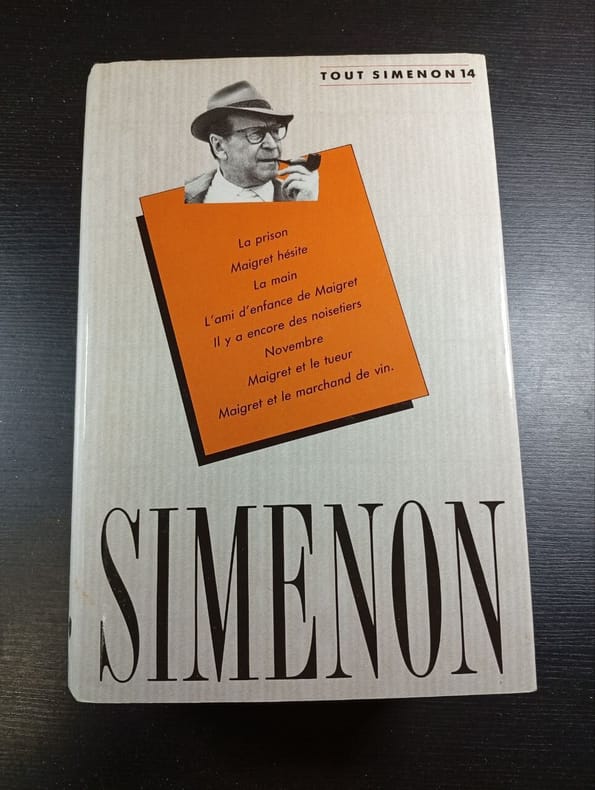 TOUT SIMENON 14
La prison
Maigret hésite
La main
L'ami d'enfance de Maigret
Il y a encore des noisetiers
Novembre
Maigret et le tueur
Maigret et le marchand de vin.
SIMENON